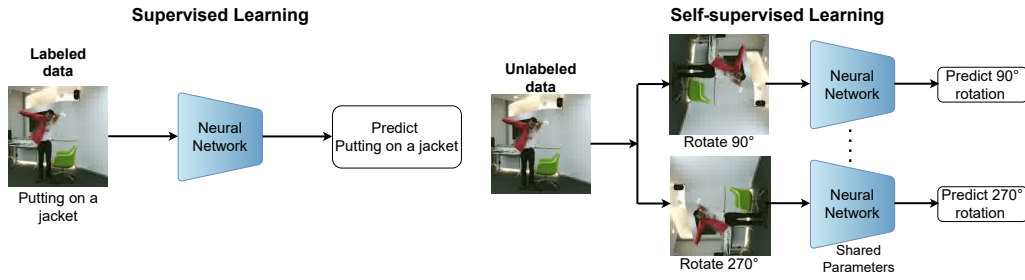 Supervised Learning
Labeled
data
Putting on a
jacket
Neural
Network
Predict
Putting on a jacket
Self-supervised Learning
Unlabeled
data
Rotate 90°
Neural
Network
Predict 90°
rotation
Rotate 270°
Neural
Network
Shared
Parameters
Predict 270°
rotation